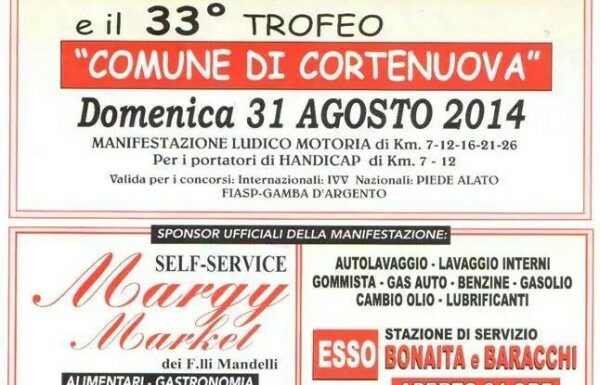 e il 33° TROFEO
"COMUNE DI CORTENUOVA"
Domenica 31 AGOSTO 2014
MANIFESTAZIONE LUDICO MOTORIA di Km. 7-12-16-21-26
Per i portatori di HANDICAP di Km. 7 - 12
Valida per i concorsi: Internazionali: IVV Nazionali: PIEDE ALATO
FIASP-GAMBA D'ARGENTO
SPONSOR UFFICIALI DELLA MANIFESTAZIONE:
SELF-SERVICE
Margy
Market
dei F.lli Mandelli
ALIMENTARI - GASTRONOMIA
AUTOLAVAGGIO - LAVAGGIO INTERNI
GOMMISTA - GAS AUTO - BENZINE - GASOLIO
CAMBIO OLIO - LUBRIFICANTI
ESSO
STAZIONE DI SERVIZIO
BONAITA e BARACCHI